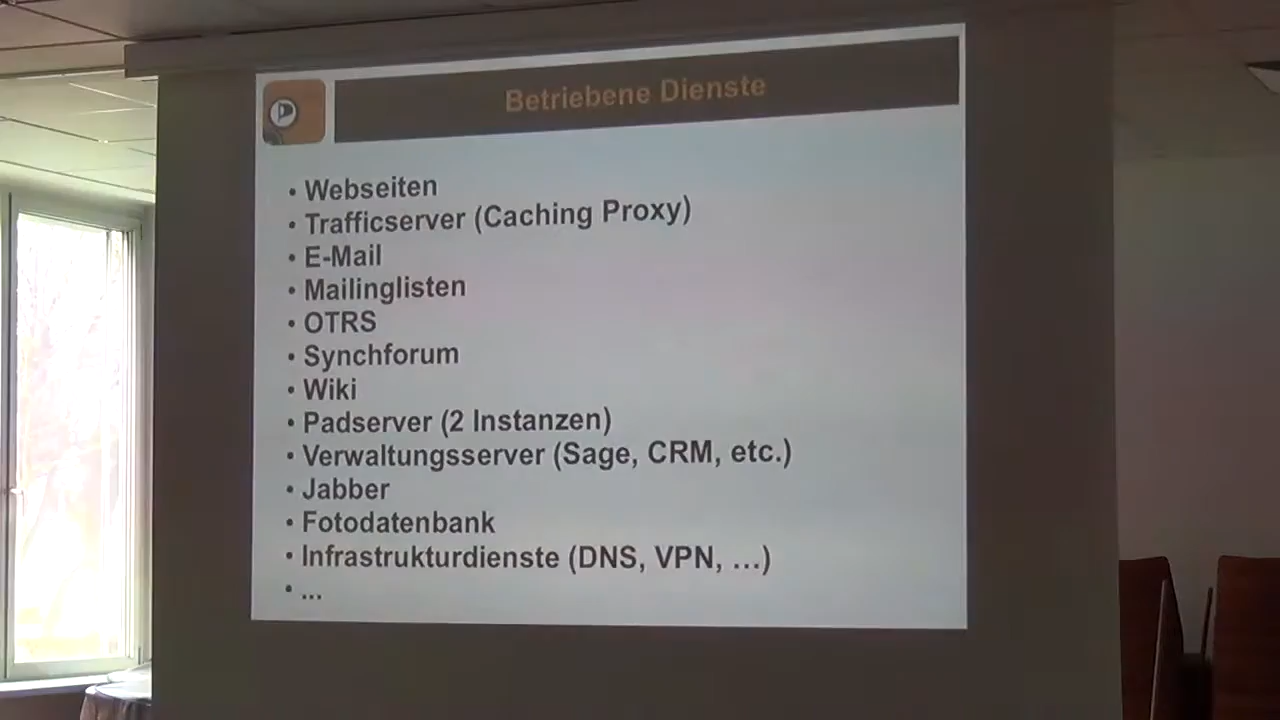 Betriebene Dienste
• Webseiten
• Trafficserver (Caching Proxy)
• E-Mail
• Mailinglisten
• OTRS
• Synchforum
• Wiki
• Padserver (2 Instanzen)
• Verwaltungsserver (Sage, CRM, etc.)
• Jabber
• Fotodatenbank
• Infrastrukturdienste (DNS, VPN, ...)
• ...